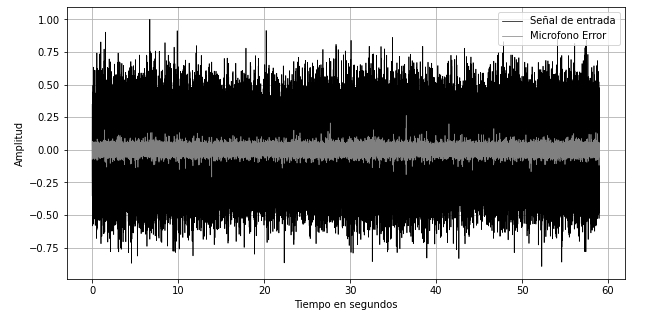 Señal de entrada
Microfono Error
1.00
0.75
0.50
0.25
0.00
−0.25
−0.50
−0.75
Amplitud
0 10 20 30 40 50 60
Tiempo en segundos